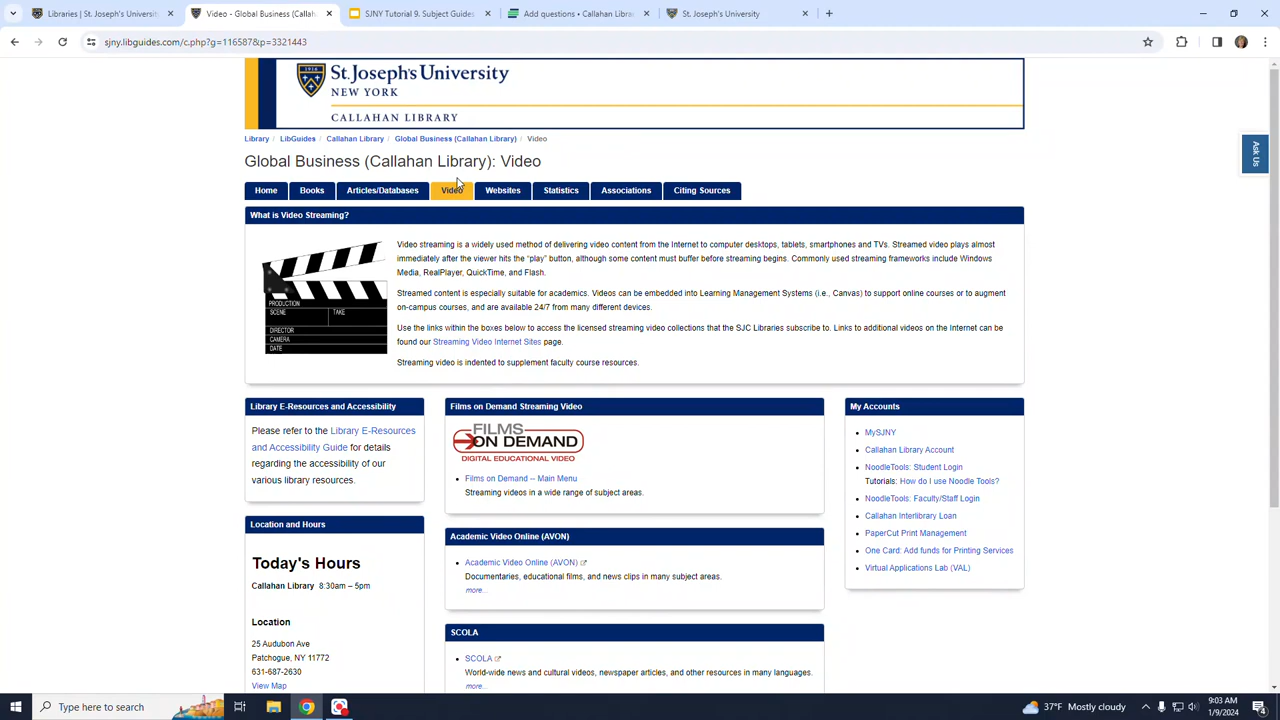 Libraries | St. Joseph's Universi
Video - Global Business (Callah
SJNY Tutorial 9. Subject Guides
Add questions - Callahan Librar
St. Joseph's University
sjny.libguides.com/c.php?g=116587&p=3321443
1916
St. Joseph's University
NEW YORK
CALLAHAN LIBRARY
Library / LibGuides / Callahan Library / Global Business (Callahan Library) / Video
Global Business (Callahan Library): Video
Ask Us
Home
Books
Articles/Databases
Video
Websites
Statistics
Associations
Citing Sources
What is Video Streaming?
PRODUCTION
SCENE
TAKE
DIRECTOR
CAMERA
DATE
Video streaming is a widely used method of delivering video content from the Internet to computer desktops, tablets, smartphones and TVs. Streamed video plays almost
immediately after the viewer hits the "play" button, although some content must buffer before streaming begins. Commonly used streaming frameworks include Windows
Media, RealPlayer, QuickTime, and Flash.
Streamed content is especially suitable for academics. Videos can be embedded into Learning Management Systems (i.e., Canvas) to support online courses or to augment
on-campus courses, and are available 24/7 from many different devices.
Use the links within the boxes below to access the licensed streaming video collections that the SJC Libraries subscribe to. Links to additional videos on the Internet can be
found our Streaming Video Internet Sites page.
Streaming video is indented to supplement faculty course resources.
Library E-Resources and Accessibility
Please refer to the Library E-Resources
and Accessibility Guide for details
regarding the accessibility of our
various library resources.
Location and Hours
Today's Hours
Callahan Library 8:30am – 5pm
Location
25 Audubon Ave
Patchogue, NY 11772
631-687-2630
View Map
Films on Demand Streaming Video
FILMS
ON DEMAND
DIGITAL EDUCATIONAL VIDEO
Films on Demand -- Main Menu
Streaming videos in a wide range of subject areas.
Academic Video Online (AVON)
Academic Video Online (AVON)
Documentaries, educational films, and news clips in many subject areas.
more...
SCOLA
SCOLA
World-wide news and cultural videos, newspaper articles, and other resources in many languages.
more...
My Accounts
MySJNY
Callahan Library Account
NoodleTools: Student Login
Tutorials: How do I use Noodle Tools?
NoodleTools: Faculty/Staff Login
Callahan Interlibrary Loan
PaperCut Print Management
One Card: Add funds for Printing Services
Virtual Applications Lab (VAL)
Type here to search
37°F Mostly cloudy
9:03 AM
1/9/2024